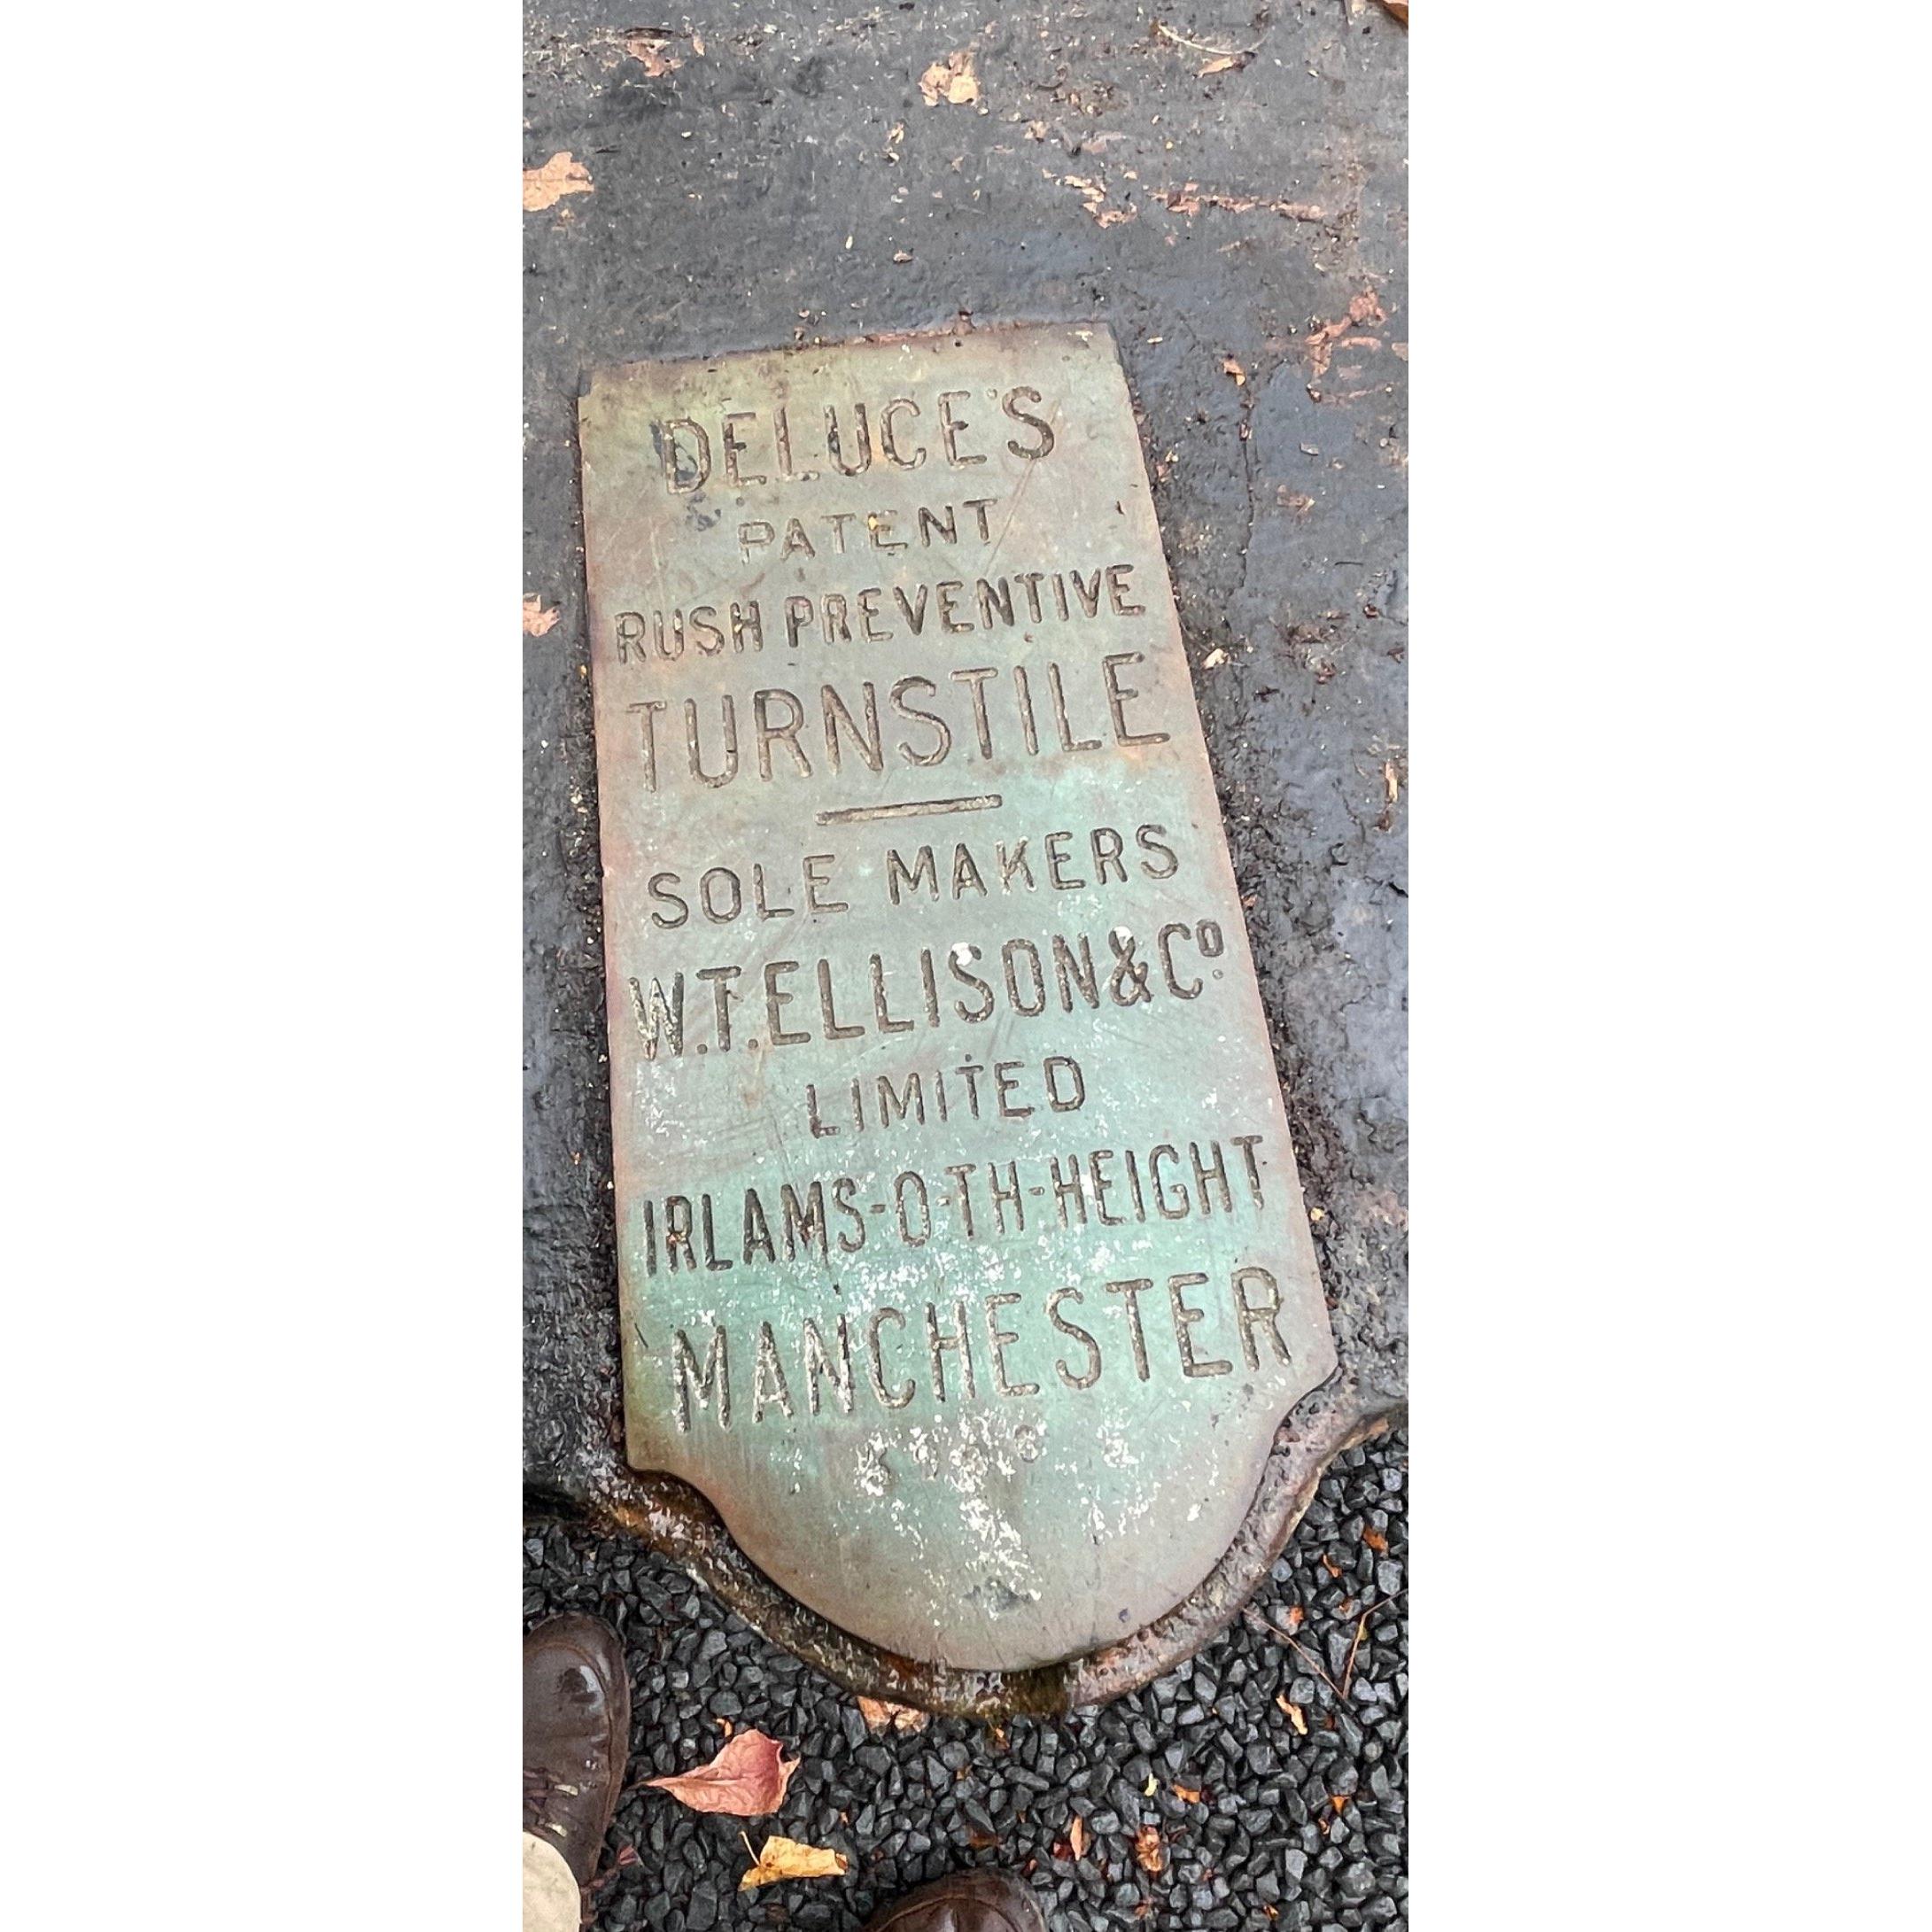 DELUCE'S
PATENT
RUSH PREVENTIVE
TURNSTILE
SOLE MAKERS
W.T. ELLISON & Cº.
LIMITED
IRLAMS-O-TH-HEIGHT
MANCHESTER